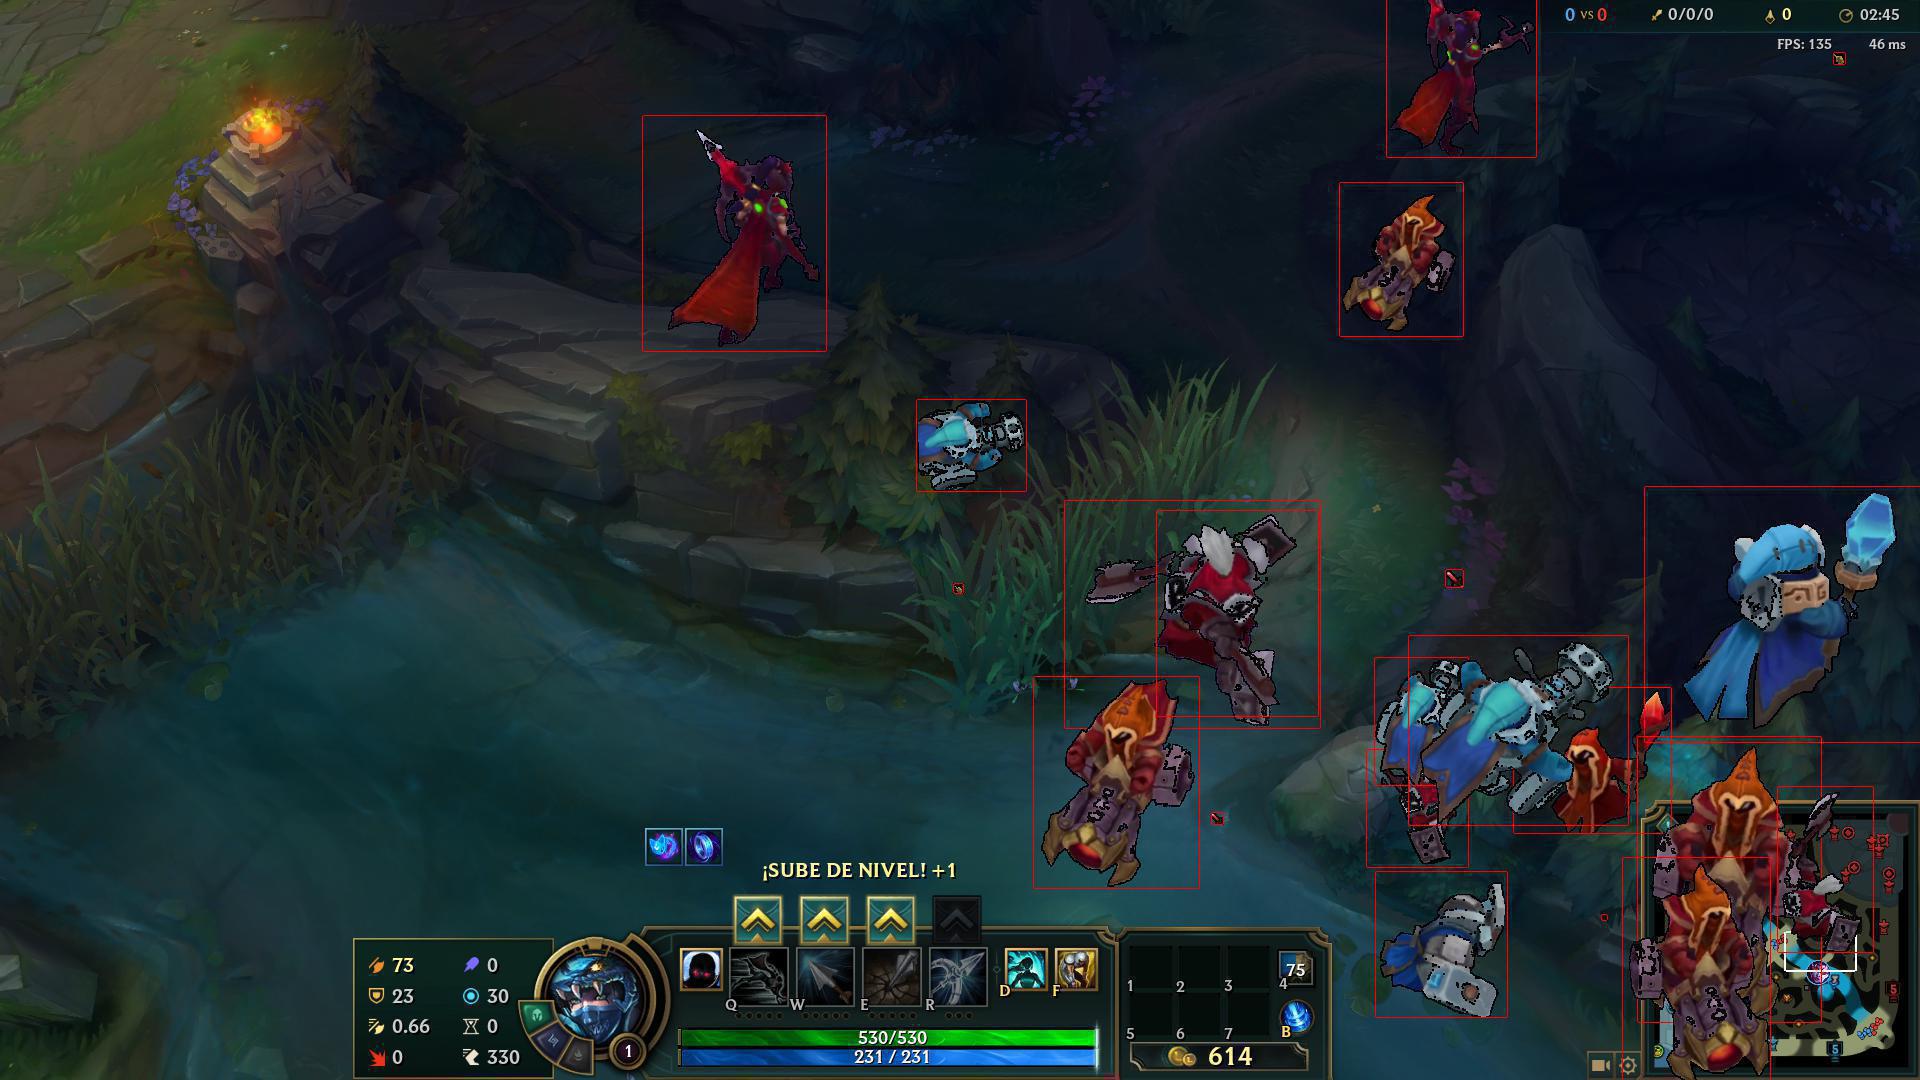 0 vs 0 0/0/0 0 02:45
FPS: 135 46 ms
¡SUBE DE NIVEL! +1
73 0
23 30
0.66 0
0 330
1
Q W E R D F
530/530
231 / 231
1 2 3 4 75
5 6 7 B
614
5
5